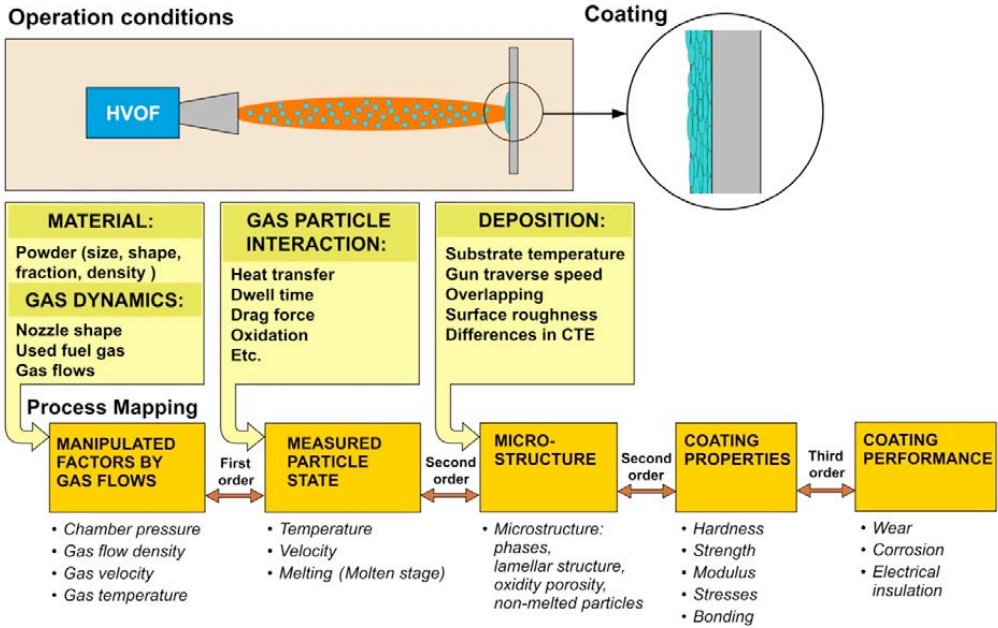 Operation conditions
Coating
HVOF
MATERIAL:
Powder (size, shape,
fraction, density )
GAS DYNAMICS:
Nozzle shape
Used fuel gas
Gas flows
GAS PARTICLE
INTERACTION:
Heat transfer
Dwell time
Drag force
Oxidation
Etc.
DEPOSITION:
Substrate temperature
Gun traverse speed
Overlapping
Surface roughness
Differences in CTE
Process Mapping
MANIPULATED
FACTORS BY
GAS FLOWS
First
order
MEASURED
PARTICLE
STATE
Second
order
MICRO-
STRUCTURE
Second
order
COATING
PROPERTIES
Third
order
COATING
PERFORMANCE
• Chamber pressure
• Gas flow density
• Gas velocity
• Gas temperature
• Temperature
• Velocity
• Melting (Molten stage)
• Microstructure:
phases,
lamellar structure,
oxidity porosity,
non-melted particles
• Hardness
• Strength
• Modulus
• Stresses
• Bonding
• Wear
• Corrosion
• Electrical
insulation